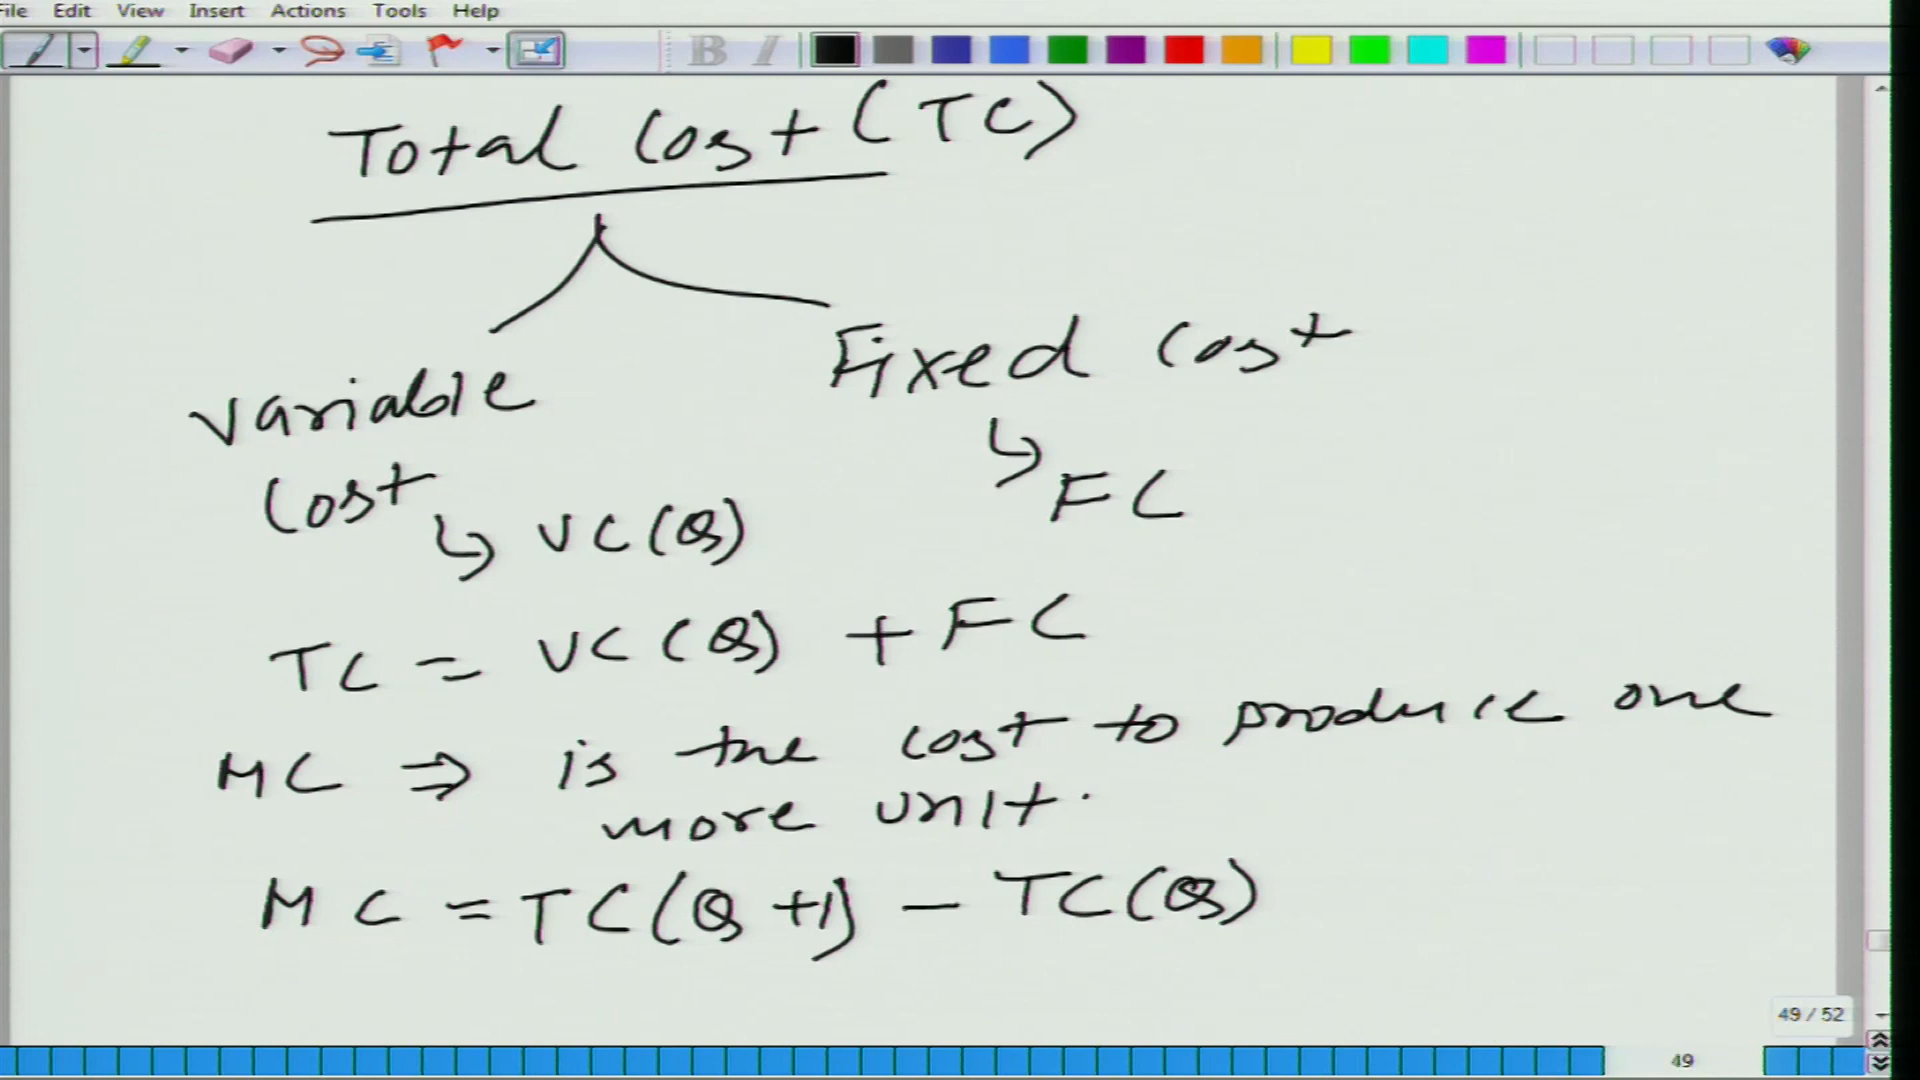 File Edit View Insert Actions Tools Help
B I
Total Cost (TC)
Variable
Cost
VC(Q)
Fixed Cost
FC
TC = VC(Q) + FC
MC ⇒ is the cost to produce one
more unit.
MC = TC(Q+1) - TC(Q)
49 / 52
49